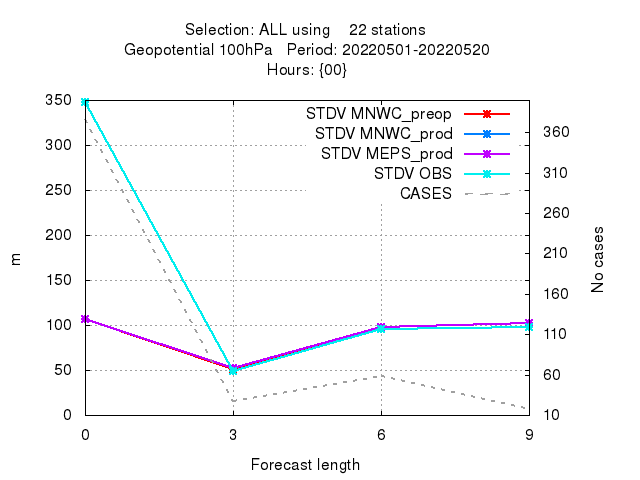 Selection: ALL using 22 stations
Geopotential 100hPa Period: 20220501-20220520
Hours: {00}
STDV MNWC_preop
STDV MNWC_prod
STDV MEPS_prod
STDV OBS
CASES
350
300
250
200
150
100
50
0
m
360
310
260
210
160
110
60
10
No cases
0 3 6 9
Forecast length